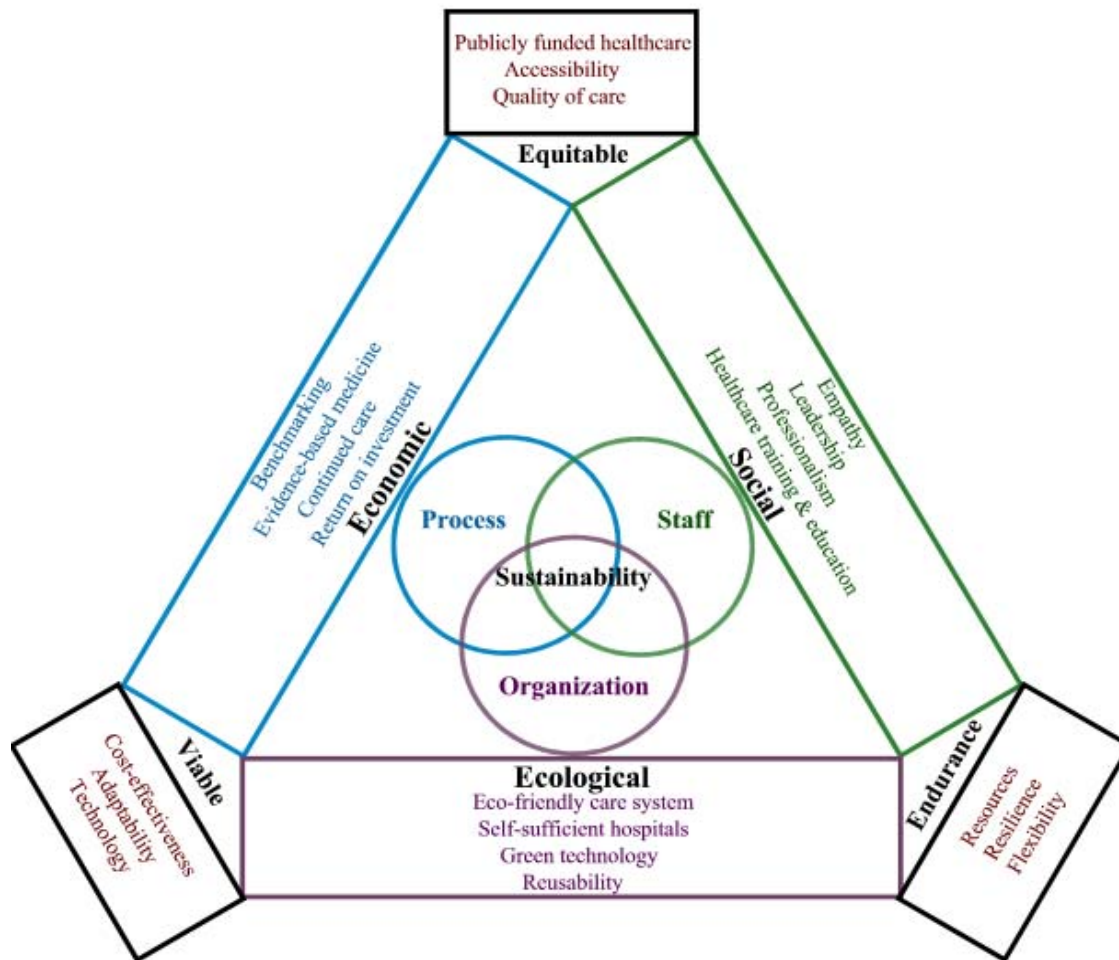 Publicly funded healthcare
Accessibility
Quality of care
Equitable
Benchmarking
Evidence-based medicine
Continued care
Return on investment
Economic
Empathy
Leadership
Professionalism
Healthcare training & education
Social
Process
Staff
Sustainability
Organization
Viable
Cost-effectiveness
Adaptability
Technology
Ecological
Eco-friendly care system
Self-sufficient hospitals
Green technology
Reusability
Endurance
Resources
Resilience
Flexibility